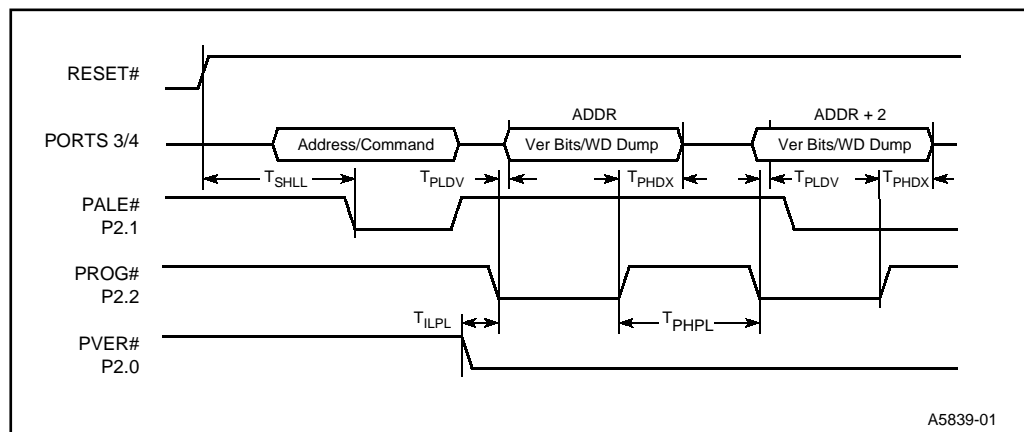 RESET#
ADDR
ADDR + 2
PORTS 3/4
Address/Command
Ver Bits/WD Dump
Ver Bits/WD Dump
TSHLL
TPLDV
TPHDX
TPLDV
TPHDX
PALE#
P2.1
PROG#
P2.2
TILPL
TPHPL
PVER#
P2.0
A5839-01